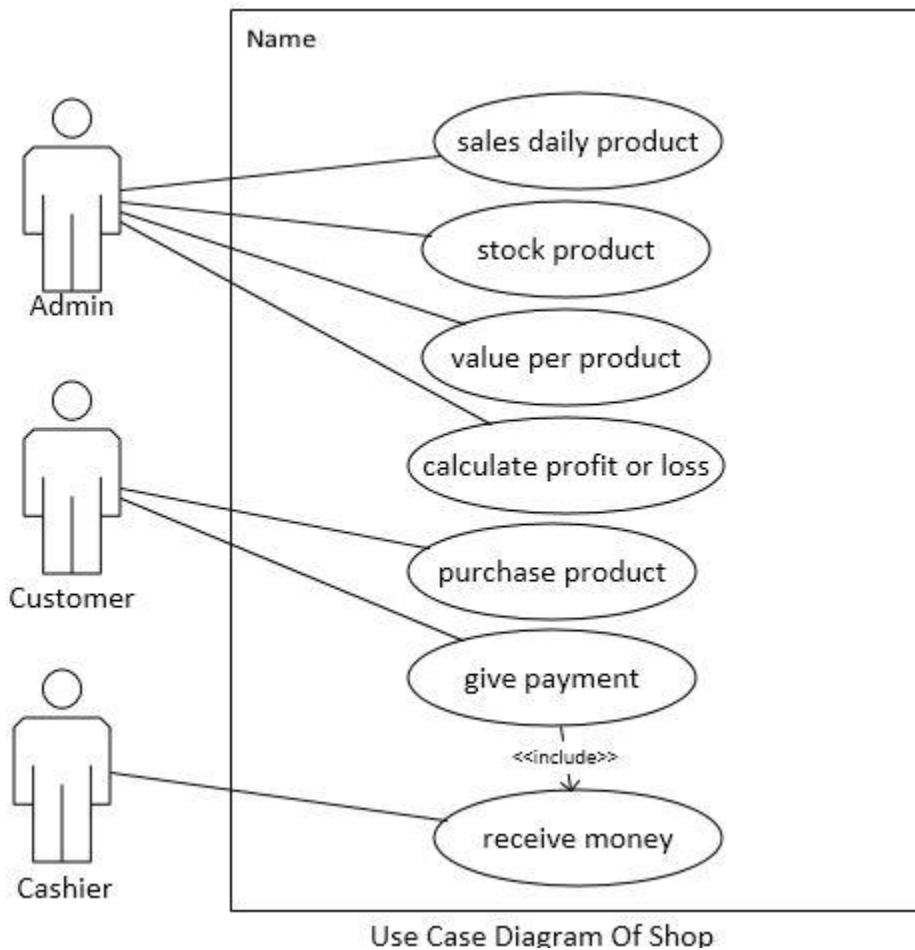 Name
sales daily product
stock product
Admin
value per product
calculate profit or loss
purchase product
Customer
give payment
<<include>>
receive money
Cashier
Use Case Diagram Of Shop